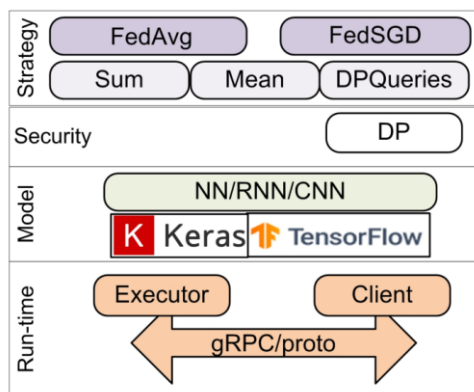 Strategy
FedAvg FedSGD
Sum Mean DPQueries
Security
DP
Model
NN/RNN/CNN
K Keras TensorFlow
Run-time
Executor Client
gRPC/proto